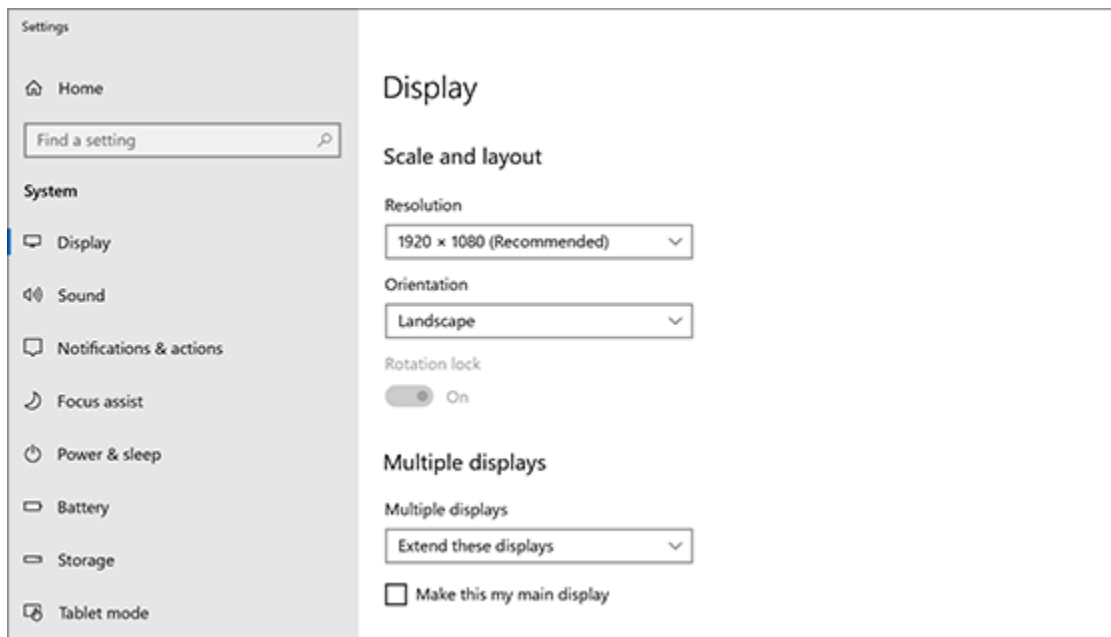 Settings
Home
Find a setting
System
Display
Sound
Notifications & actions
Focus assist
Power & sleep
Battery
Storage
Tablet mode
Display
Scale and layout
Resolution
1920 × 1080 (Recommended)
Orientation
Landscape
Rotation lock
On
Multiple displays
Multiple displays
Extend these displays
Make this my main display